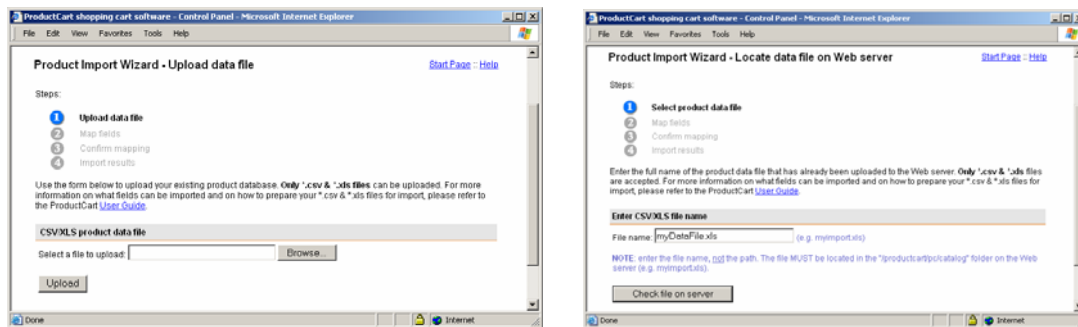 ProductCart shopping cart software - Control Panel - Microsoft Internet Explorer
File Edit View Favorites Tools Help
Product Import Wizard - Upload data file
Start Page :: Help
Steps:
1 Upload data file
2 Map fields
3 Confirm mapping
4 Import results
Use the form below to upload your existing product database. Only *.csv & *.xls files can be uploaded. For more
information on what fields can be imported and on how to prepare your *.csv & *.xls files for import, please refer to
the ProductCart User Guide.
CSV/XLS product data file
Select a file to upload: Browse...
Upload
Done
Internet
ProductCart shopping cart software - Control Panel - Microsoft Internet Explorer
File Edit View Favorites Tools Help
Product Import Wizard - Locate data file on Web server
Start Page :: Help
Steps:
1 Select product data file
2 Map fields
3 Confirm mapping
4 Import results
Enter the full name of the product data file that has already been uploaded to the Web server. Only *.csv & *.xls files
are accepted. For more information on what fields can be imported and on how to prepare your *.csv & *.xls files for
import, please refer to the ProductCart User Guide.
Enter CSV/XLS file name
File name: myDataFile.xls (e.g. myimport.xls)
NOTE: enter the file name, not the path. The file MUST be located in the "/productcart/pc/catalog" folder on the Web
server (e.g. myimport.xls).
Check file on server
Done
Internet